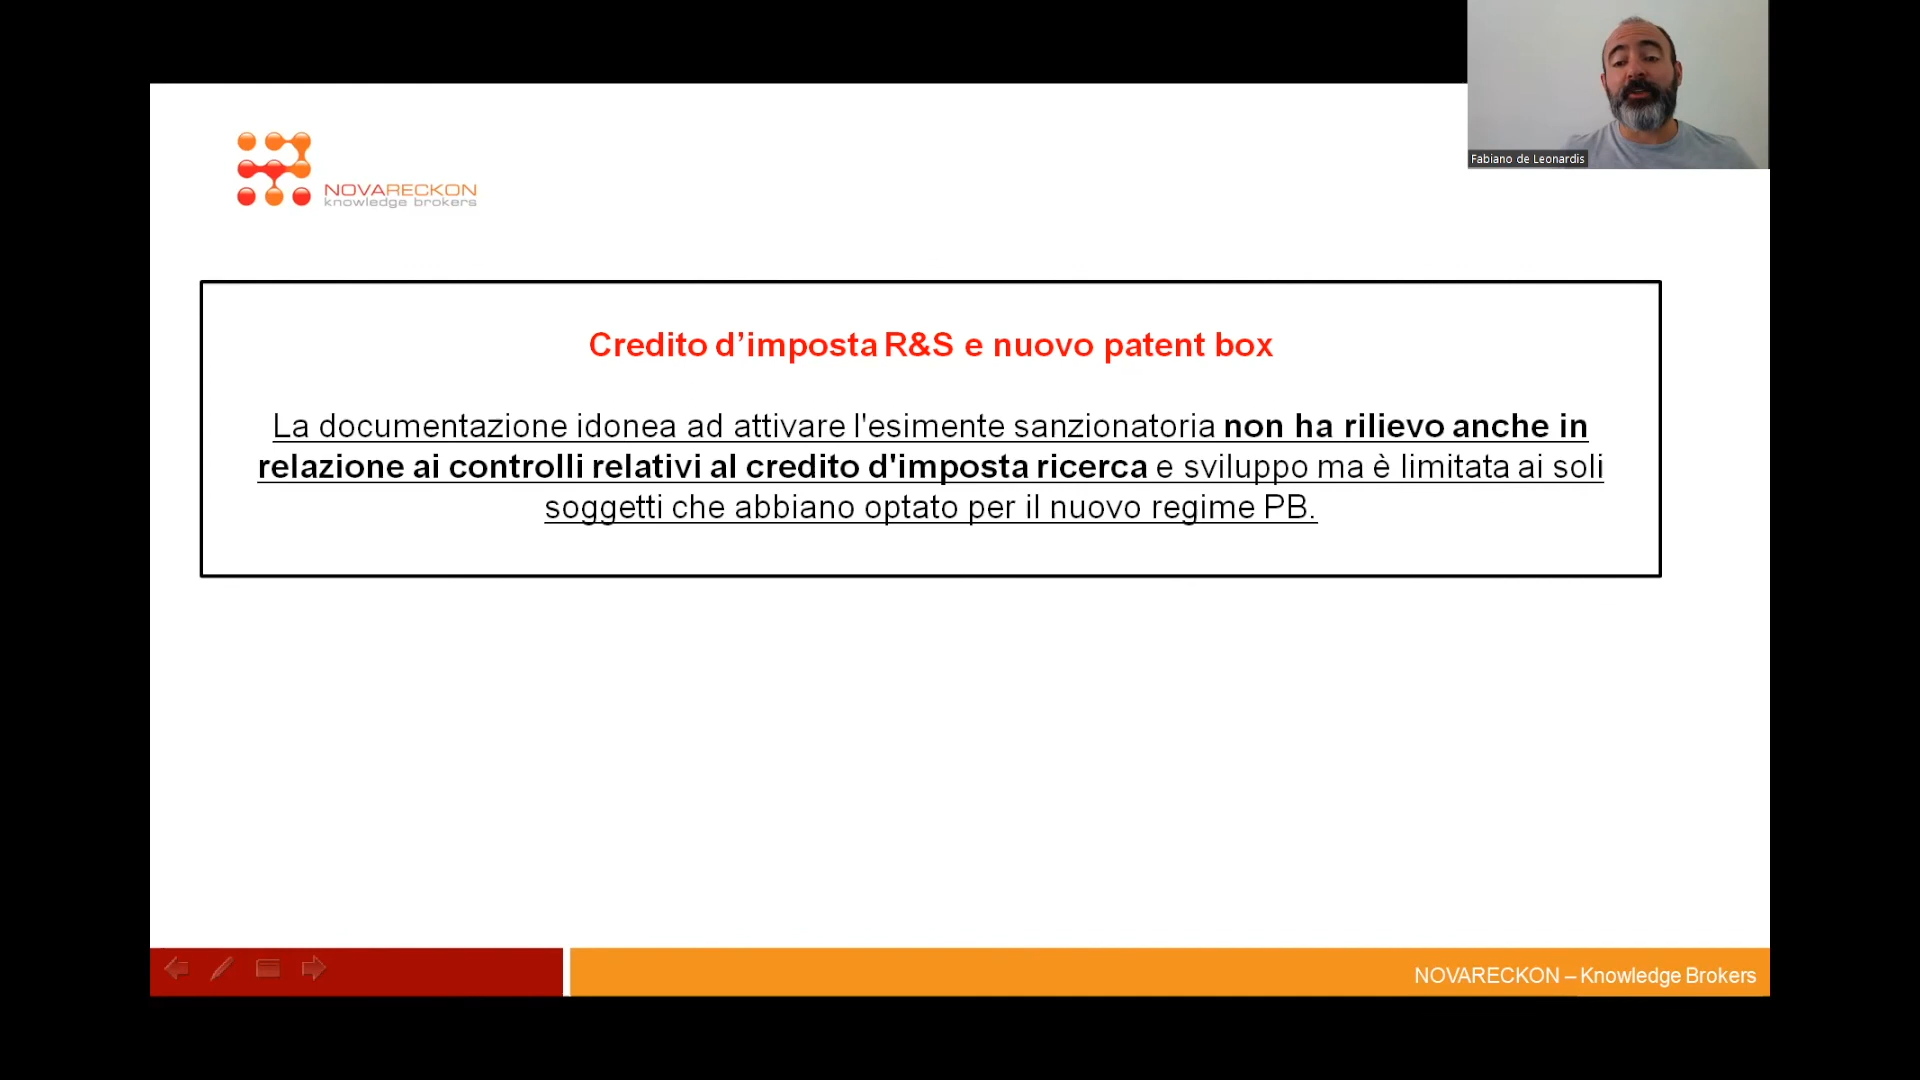 Fabiano de Leonardis
NOVARECKON
knowledge brokers
Credito d’imposta R&S e nuovo patent box
La documentazione idonea ad attivare l'esimente sanzionatoria non ha rilievo anche in
relazione ai controlli relativi al credito d'imposta ricerca e sviluppo ma è limitata ai soli
soggetti che abbiano optato per il nuovo regime PB.
NOVARECKON – Knowledge Brokers